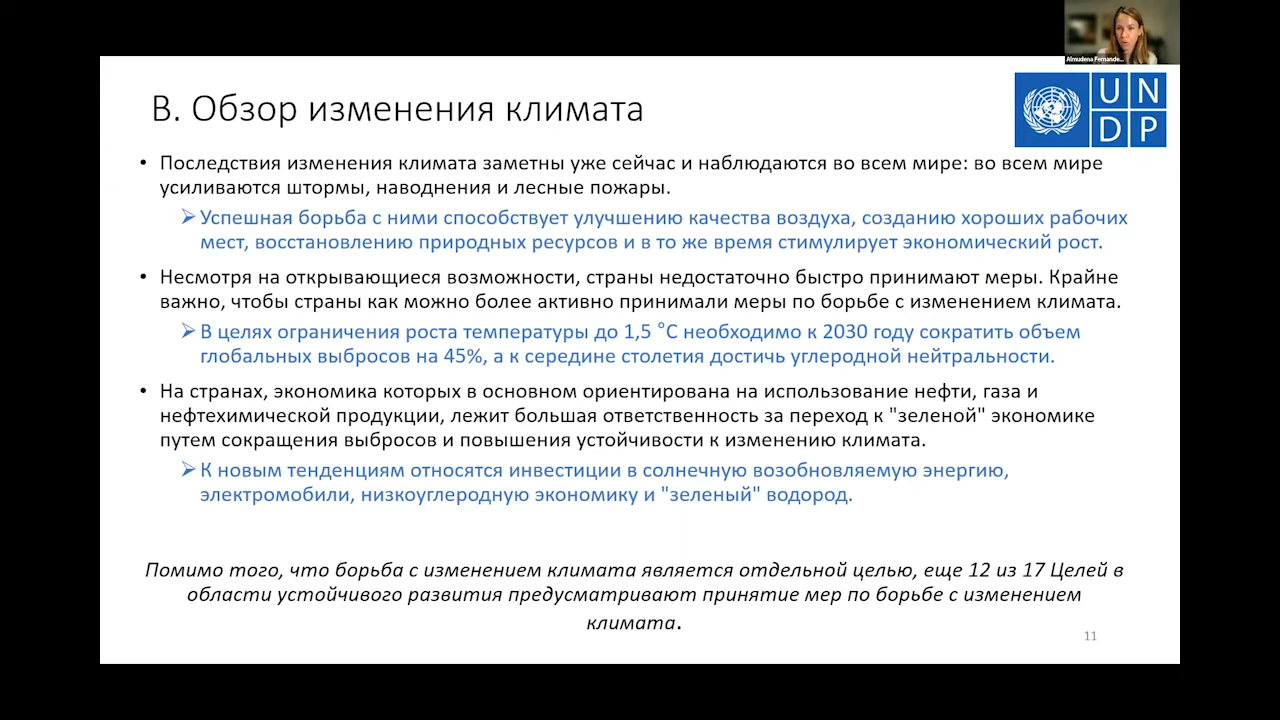 Almudena Fernande...
UN
DP
В. Обзор изменения климата
• Последствия изменения климата заметны уже сейчас и наблюдаются во всем мире: во всем мире
усиливаются штормы, наводнения и лесные пожары.
Успешная борьба с ними способствует улучшению качества воздуха, созданию хороших рабочих
мест, восстановлению природных ресурсов и в то же время стимулирует экономический рост.
• Несмотря на открывающиеся возможности, страны недостаточно быстро принимают меры. Крайне
важно, чтобы страны как можно более активно принимали меры по борьбе с изменением климата.
В целях ограничения роста температуры до 1,5 °C необходимо к 2030 году сократить объем
глобальных выбросов на 45%, а к середине столетия достичь углеродной нейтральности.
• На странах, экономика которых в основном ориентирована на использование нефти, газа и
нефтехимической продукции, лежит большая ответственность за переход к "зеленой" экономике
путем сокращения выбросов и повышения устойчивости к изменению климата.
К новым тенденциям относятся инвестиции в солнечную возобновляемую энергию,
электромобили, низкоуглеродную экономику и "зеленый" водород.
Помимо того, что борьба с изменением климата является отдельной целью, еще 12 из 17 Целей в
области устойчивого развития предусматривают принятие мер по борьбе с изменением
климата.
11